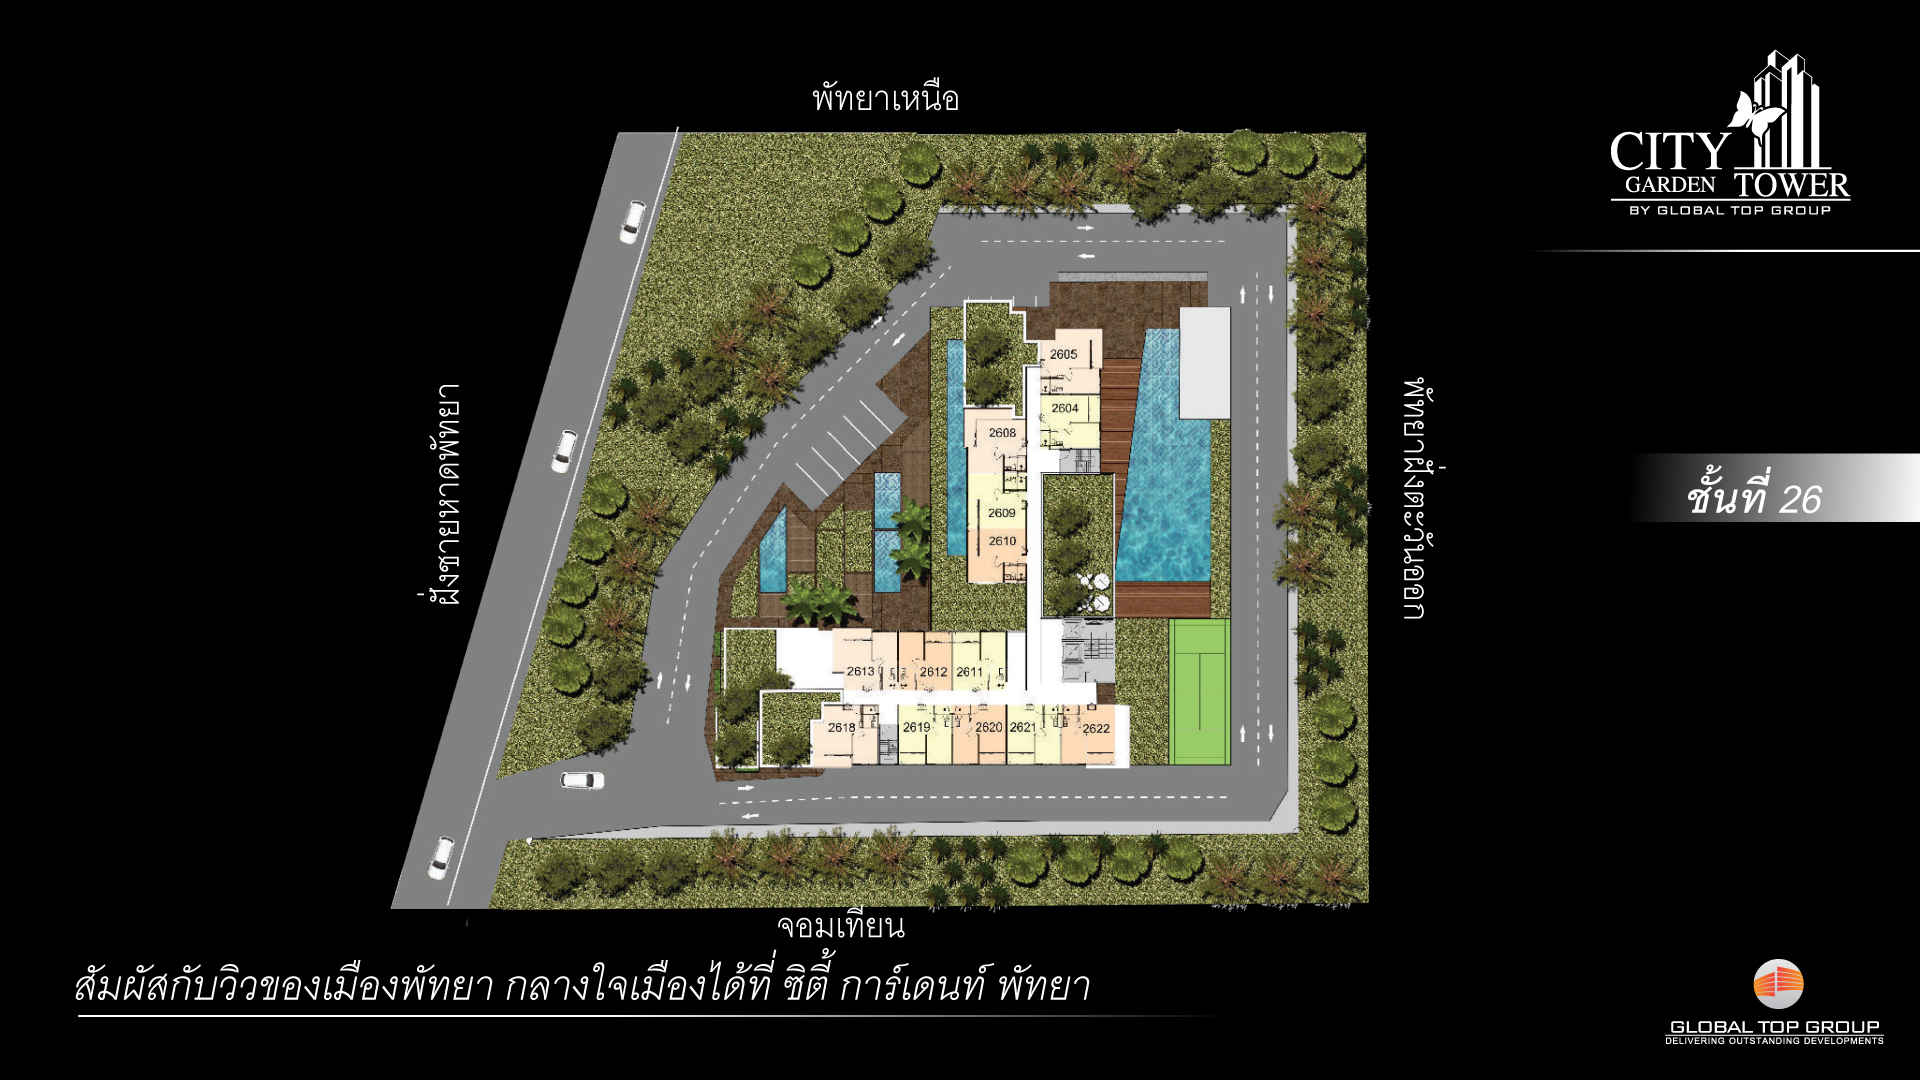 พัทยาเหนือ
CITY
GARDEN TOWER
BY GLOBAL TOP GROUP
ฝั่งชายหาดพัทยา
พัทยาฝั่งตะวันออก
ชั้นที่ 26
2605
2604
2608
2609
2610
2613
2612
2611
2618
2619
2620
2621
2622
จอมเทียน
สัมผัสกับวิวของเมืองพัทยา กลางใจเมืองได้ที่ ซิตี้ การ์เดนท์ พัทยา
GLOBAL TOP GROUP
DELIVERING OUTSTANDING DEVELOPMENTS